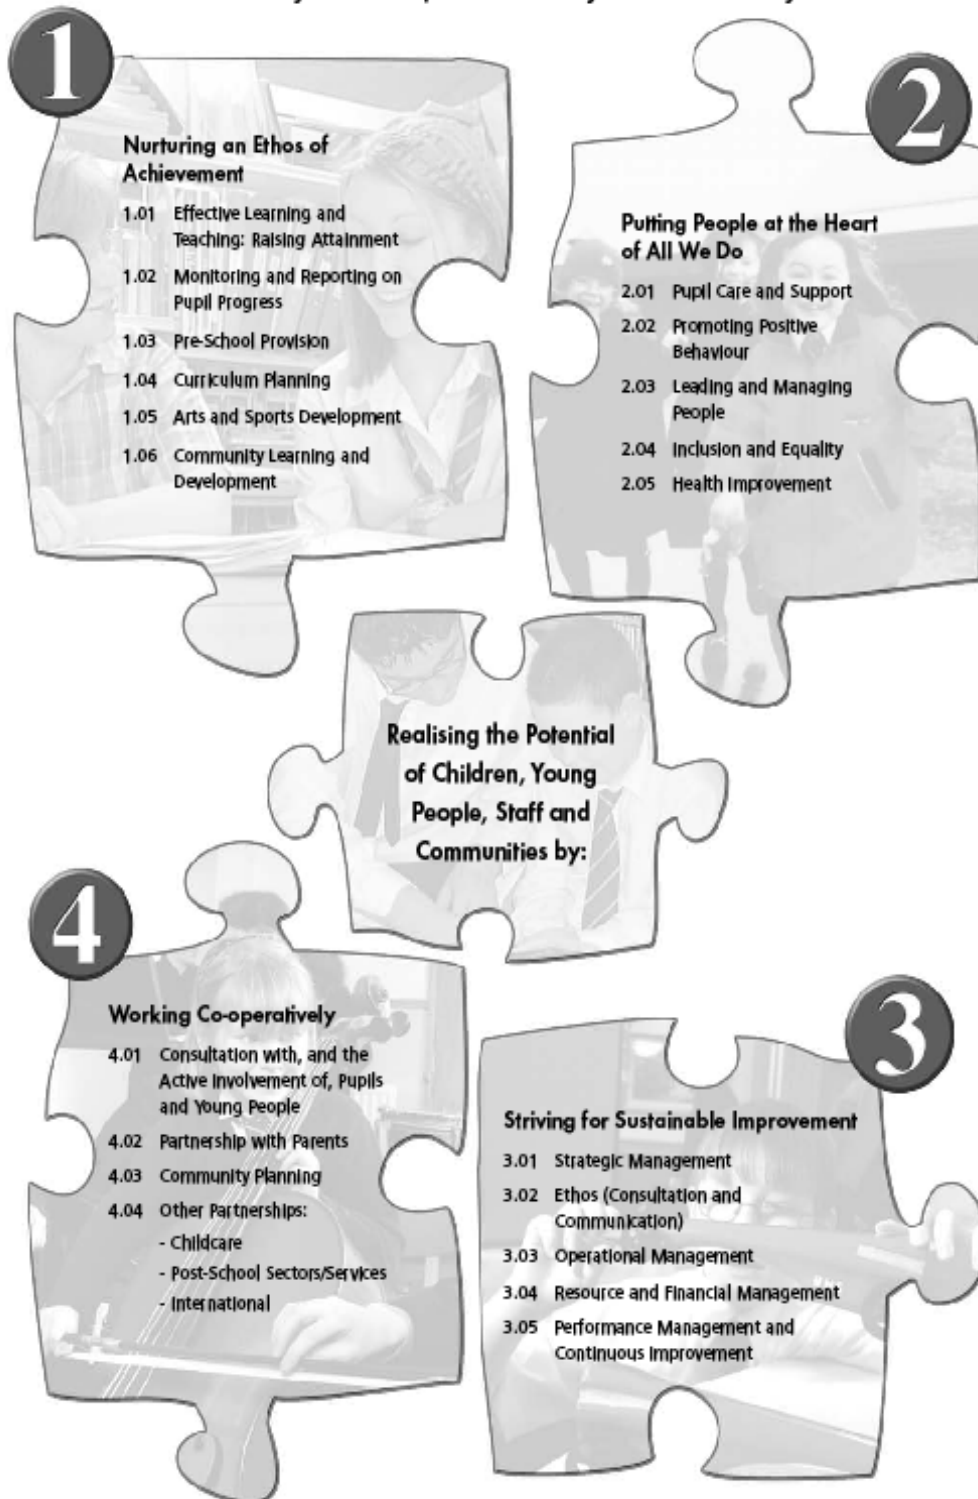 1
Nurturing an Ethos of
Achievement
1.01 Effective Learning and
Teaching: Raising Attainment
1.02 Monitoring and Reporting on
Pupil Progress
1.03 Pre-School Provision
1.04 Curriculum Planning
1.05 Arts and Sports Development
1.06 Community Learning and
Development
2
Putting People at the Heart
of All We Do
2.01 Pupil Care and Support
2.02 Promoting Positive
Behaviour
2.03 Leading and Managing
People
2.04 Inclusion and Equality
2.05 Health Improvement
Realising the Potential
of Children, Young
People, Staff and
Communities by:
4
Working Co-operatively
4.01 Consultation with, and the
Active Involvement of, Pupils
and Young People
4.02 Partnership with Parents
4.03 Community Planning
4.04 Other Partnerships:
- Childcare
- Post-School Sectors/Services
- International
3
Striving for Sustainable Improvement
3.01 Strategic Management
3.02 Ethos (Consultation and
Communication)
3.03 Operational Management
3.04 Resource and Financial Management
3.05 Performance Management and
Continuous Improvement